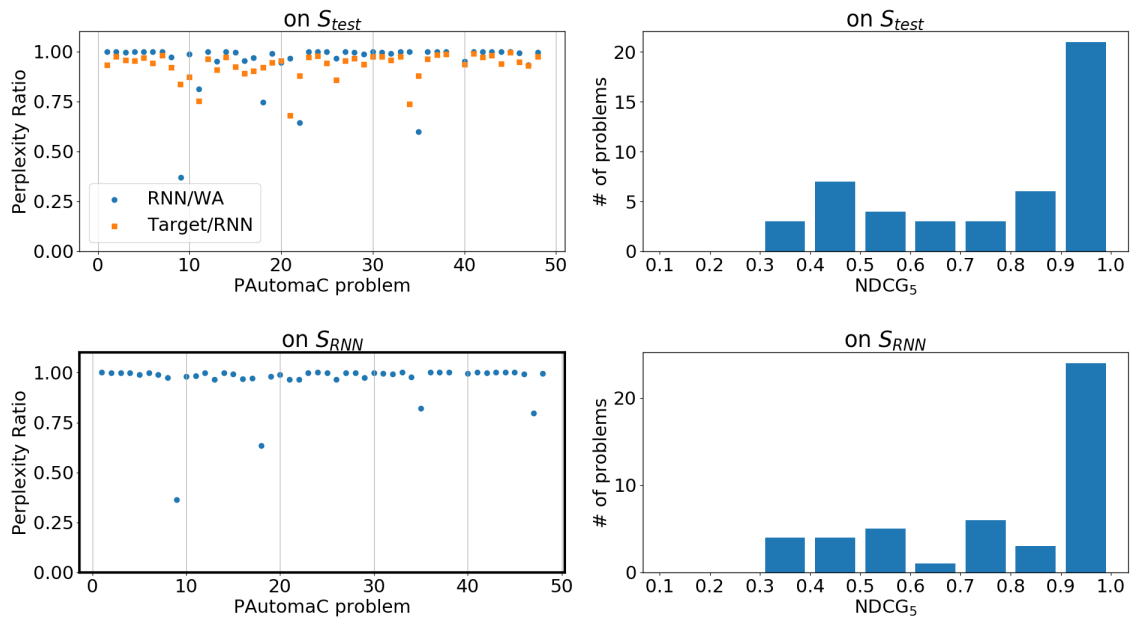 on S_test
Perplexity Ratio
1.00
0.75
0.50
0.25
0.00
RNN/WA
Target/RNN
0 10 20 30 40 50
PAutomaC problem
on S_test
# of problems
20
15
10
5
0
0.1 0.2 0.3 0.4 0.5 0.6 0.7 0.8 0.9 1.0
NDCG₅
on S_RNN
Perplexity Ratio
1.00
0.75
0.50
0.25
0.00
0 10 20 30 40 50
PAutomaC problem
on S_RNN
# of problems
20
10
0
0.1 0.2 0.3 0.4 0.5 0.6 0.7 0.8 0.9 1.0
NDCG₅